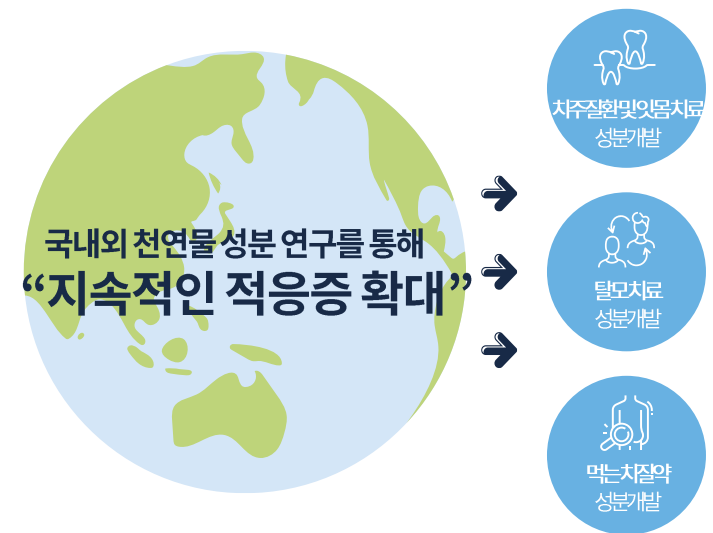 국내외 천연물 성분 연구를 통해
“지속적인 적응증 확대”
치주질환 및 잇몸 치료
성분개발
탈모 치료
성분개발
먹는 치질약
성분개발